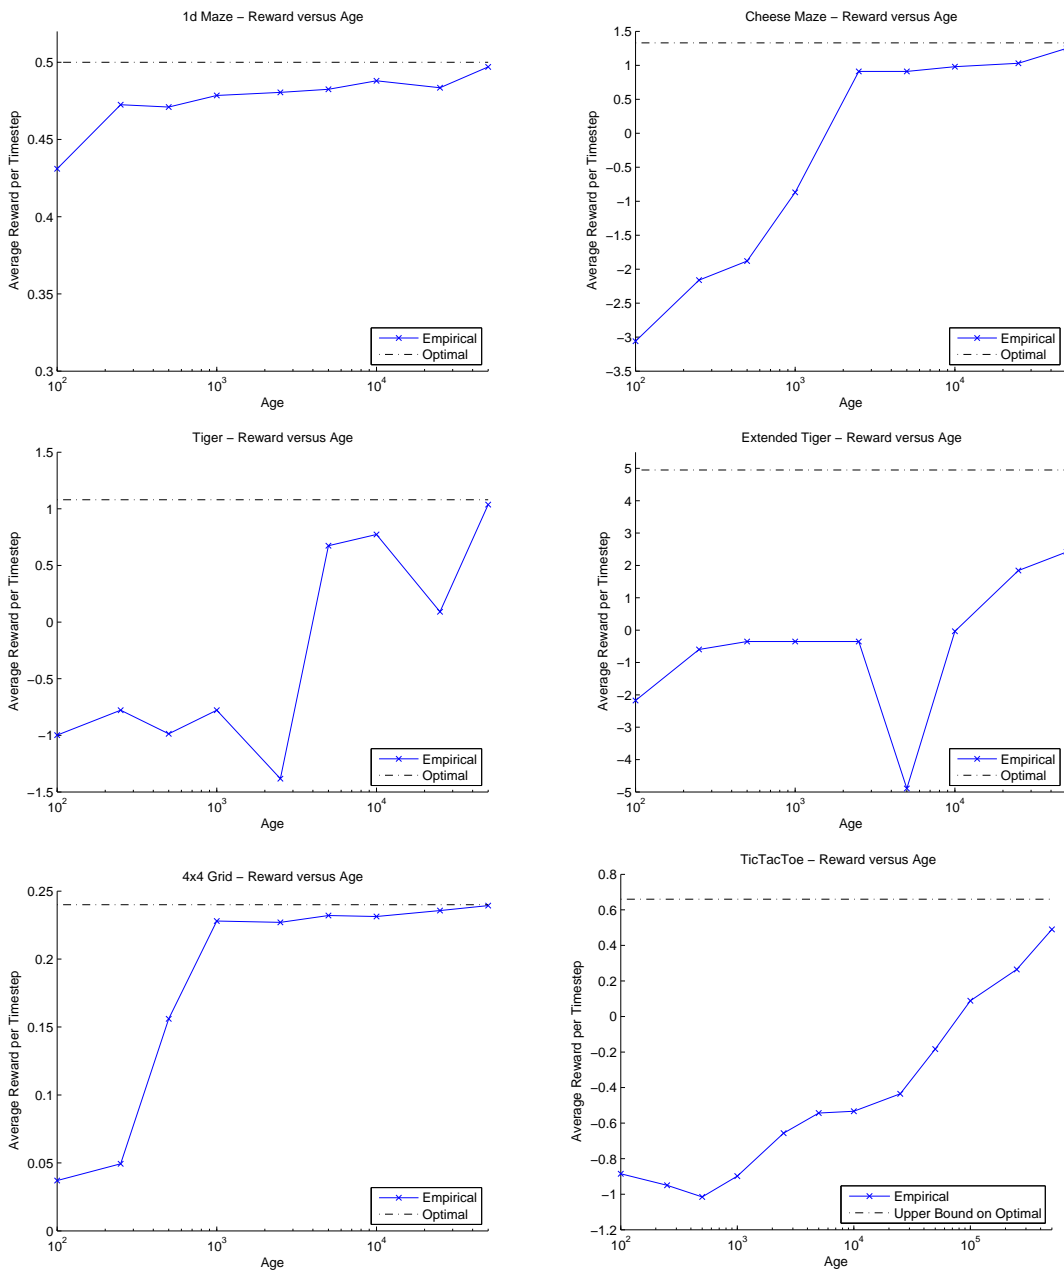 1d Maze – Reward versus Age
0.5
0.45
0.4
0.35
0.3
10^2
10^3
10^4
Average Reward per Timestep
Age
Empirical
Optimal
Cheese Maze – Reward versus Age
1.5
1
0.5
0
−0.5
−1
−1.5
−2
−2.5
−3
−3.5
10^2
10^3
10^4
Average Reward per Timestep
Age
Empirical
Optimal
Tiger – Reward versus Age
1.5
1
0.5
0
−0.5
−1
−1.5
10^2
10^3
10^4
Average Reward per Timestep
Age
Empirical
Optimal
Extended Tiger – Reward versus Age
5
4
3
2
1
0
−1
−2
−3
−4
−5
10^2
10^3
10^4
Average Reward per Timestep
Age
Empirical
Optimal
4x4 Grid – Reward versus Age
0.25
0.2
0.15
0.1
0.05
0
10^2
10^3
10^4
Average Reward per Timestep
Age
Empirical
Optimal
TicTacToe – Reward versus Age
0.8
0.6
0.4
0.2
0
−0.2
−0.4
−0.6
−0.8
−1
−1.2
10^2
10^3
10^4
10^5
Average Reward per Timestep
Age
Empirical
Upper Bound on Optimal